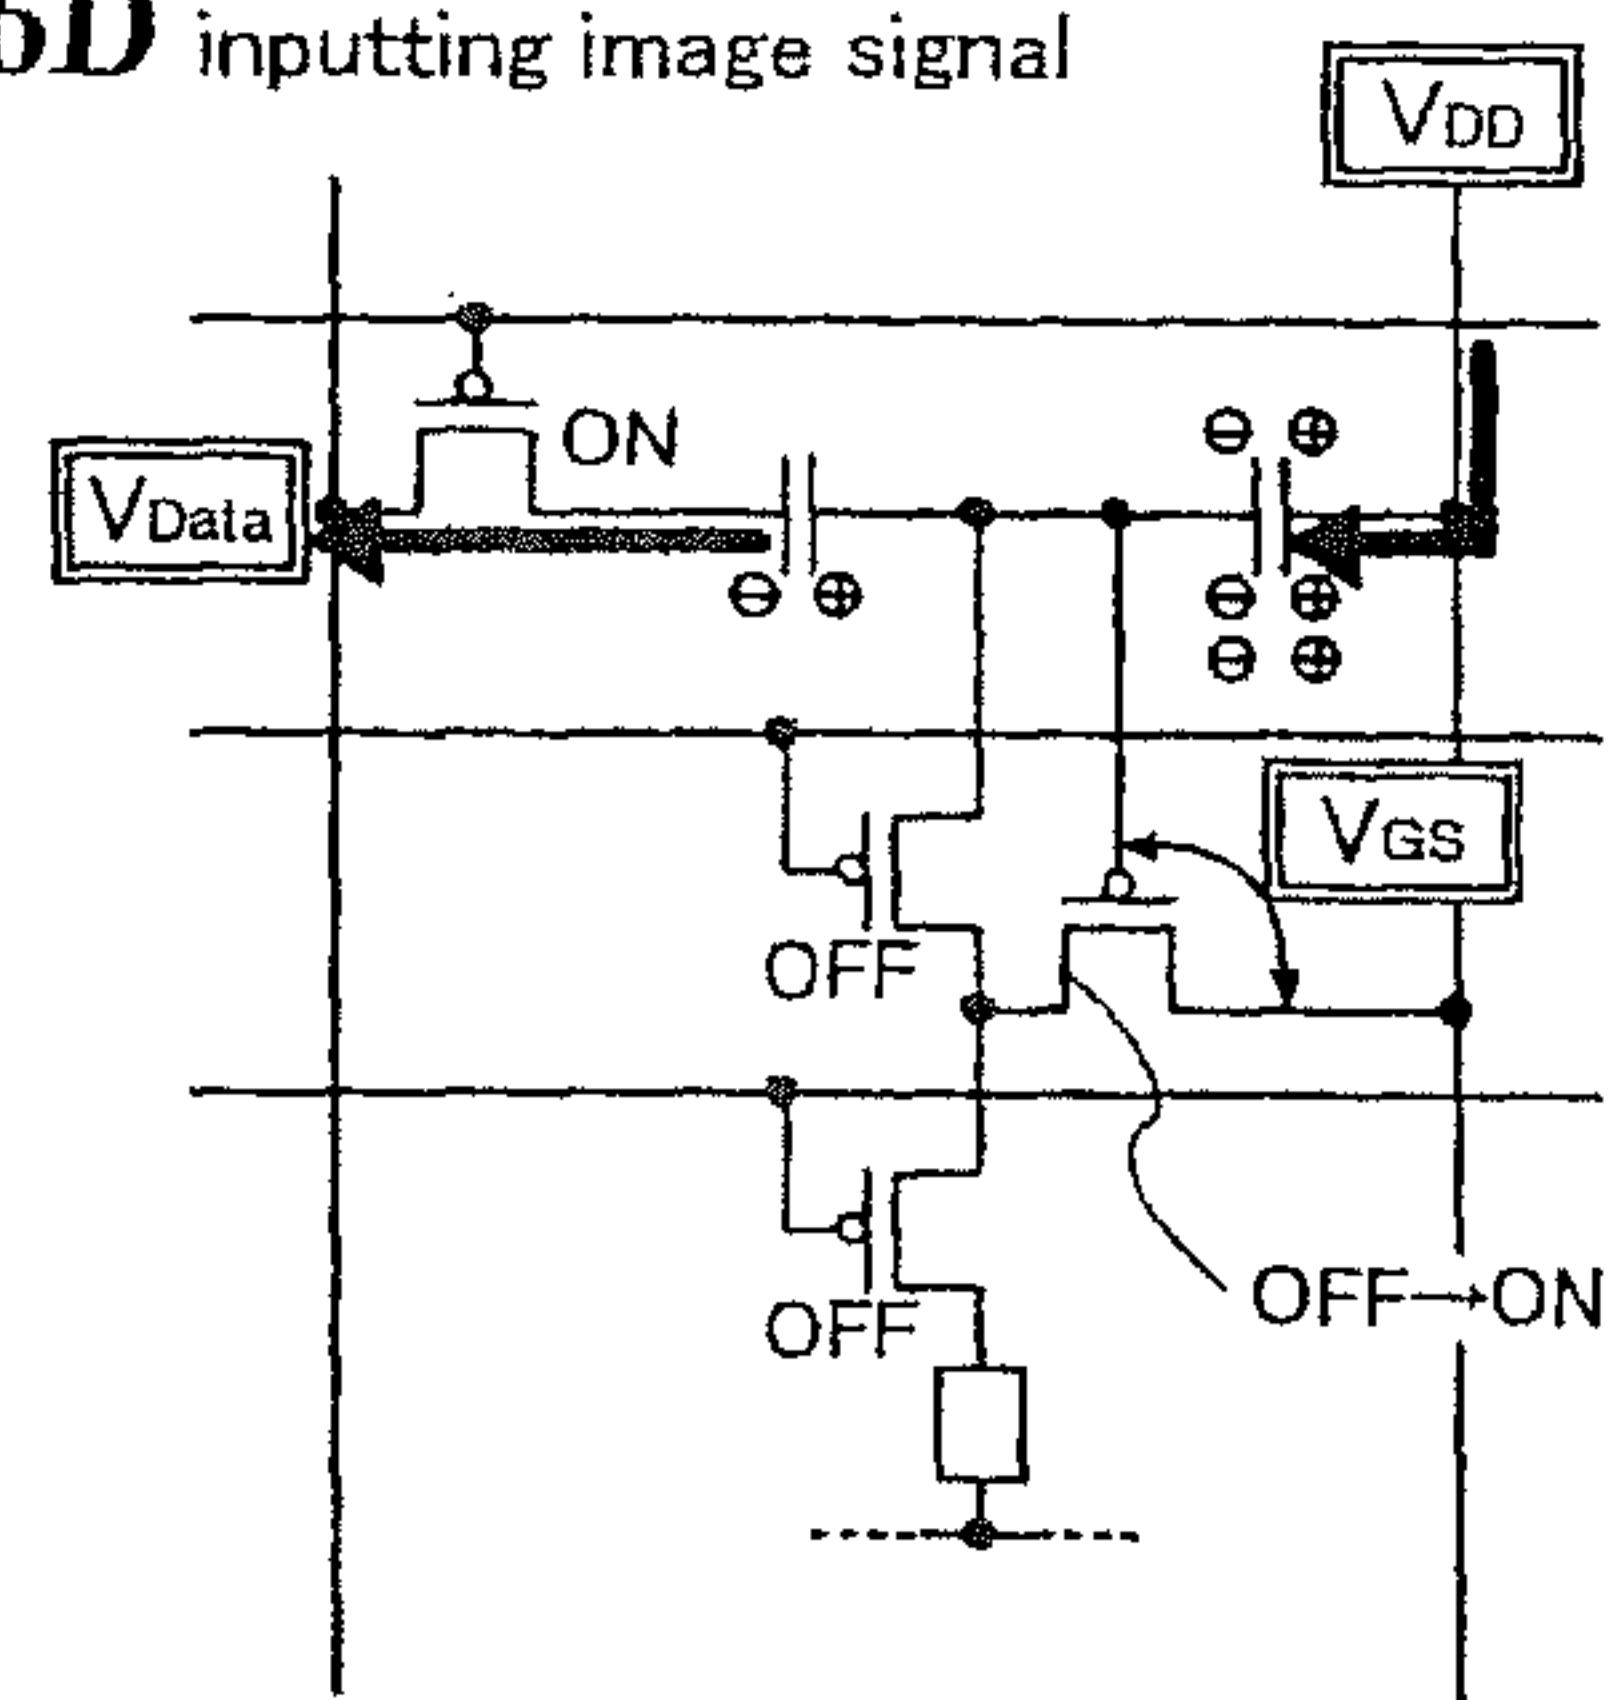 inputting image signal
VDD
ON
⊖ ⊕
VData
⊖ ⊕
⊖ ⊕
⊖ ⊕
VGS
OFF
OFF→ON
OFF